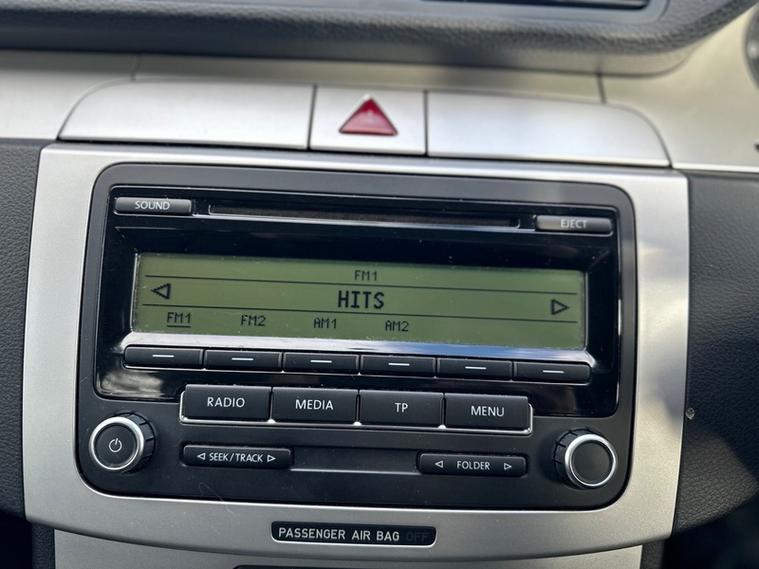 SOUND
EJECT
FM1
HITS
FM1 FM2 AM1 AM2
RADIO MEDIA TP MENU
SEEK/TRACK FOLDER
PASSENGER AIR BAG OFF